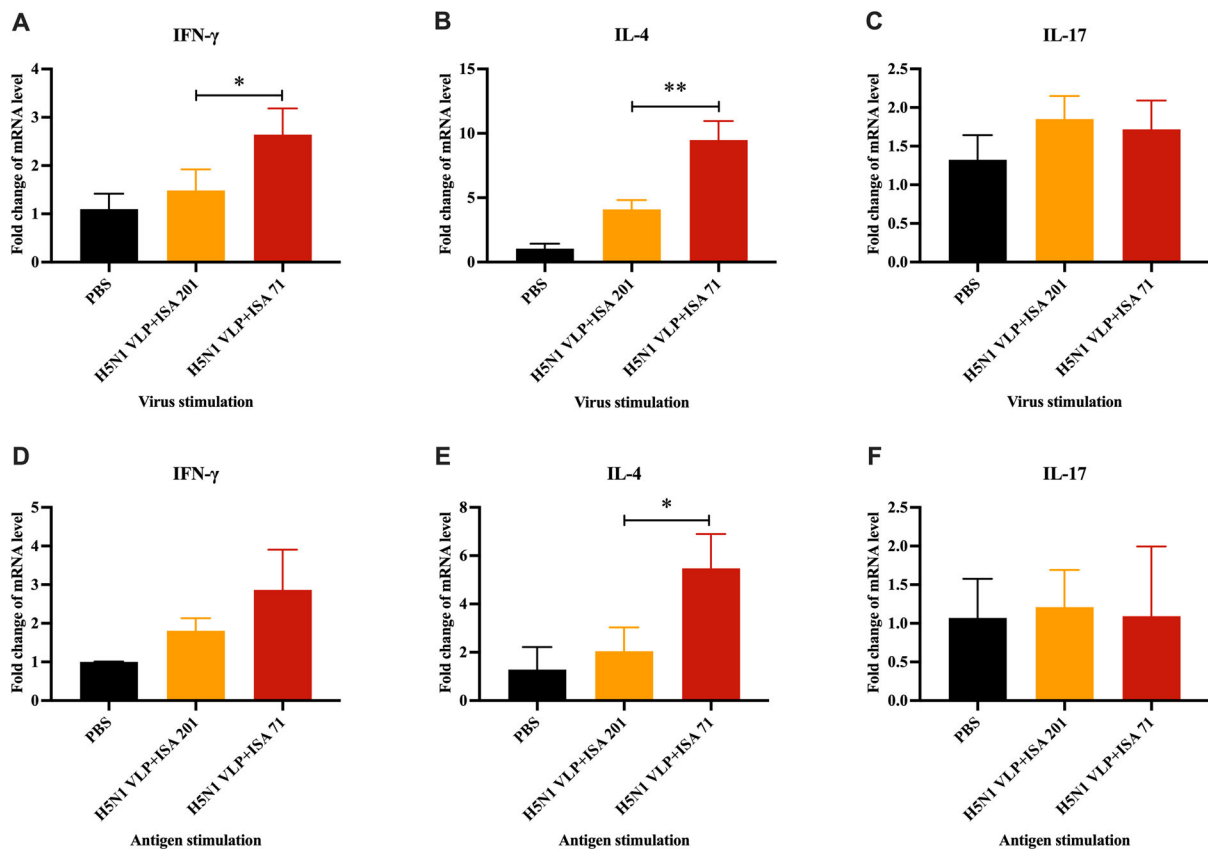 A
IFN-γ
Fold change of mRNA level
4
3
2
1
0
*
PBS
H5N1 VLP+ISA 201
H5N1 VLP+ISA 71
Virus stimulation
B
IL-4
Fold change of mRNA level
15
10
5
0
**
PBS
H5N1 VLP+ISA 201
H5N1 VLP+ISA 71
Virus stimulation
C
IL-17
Fold change of mRNA level
2.5
2.0
1.5
1.0
0.5
0.0
PBS
H5N1 VLP+ISA 201
H5N1 VLP+ISA 71
Virus stimulation
D
IFN-γ
Fold change of mRNA level
5
4
3
2
1
0
PBS
H5N1 VLP+ISA 201
H5N1 VLP+ISA 71
Antigen stimulation
E
IL-4
Fold change of mRNA level
8
6
4
2
0
*
PBS
H5N1 VLP+ISA 201
H5N1 VLP+ISA 71
Antigen stimulation
F
IL-17
Fold change of mRNA level
2.5
2.0
1.5
1.0
0.5
0.0
PBS
H5N1 VLP+ISA 201
H5N1 VLP+ISA 71
Antigen stimulation